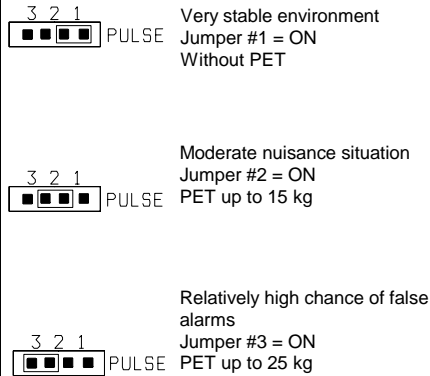 3 2 1
PULSE
Very stable environment
Jumper #1 = ON
Without PET
3 2 1
PULSE
Moderate nuisance situation
Jumper #2 = ON
PET up to 15 kg
3 2 1
PULSE
Relatively high chance of false
alarms
Jumper #3 = ON
PET up to 25 kg